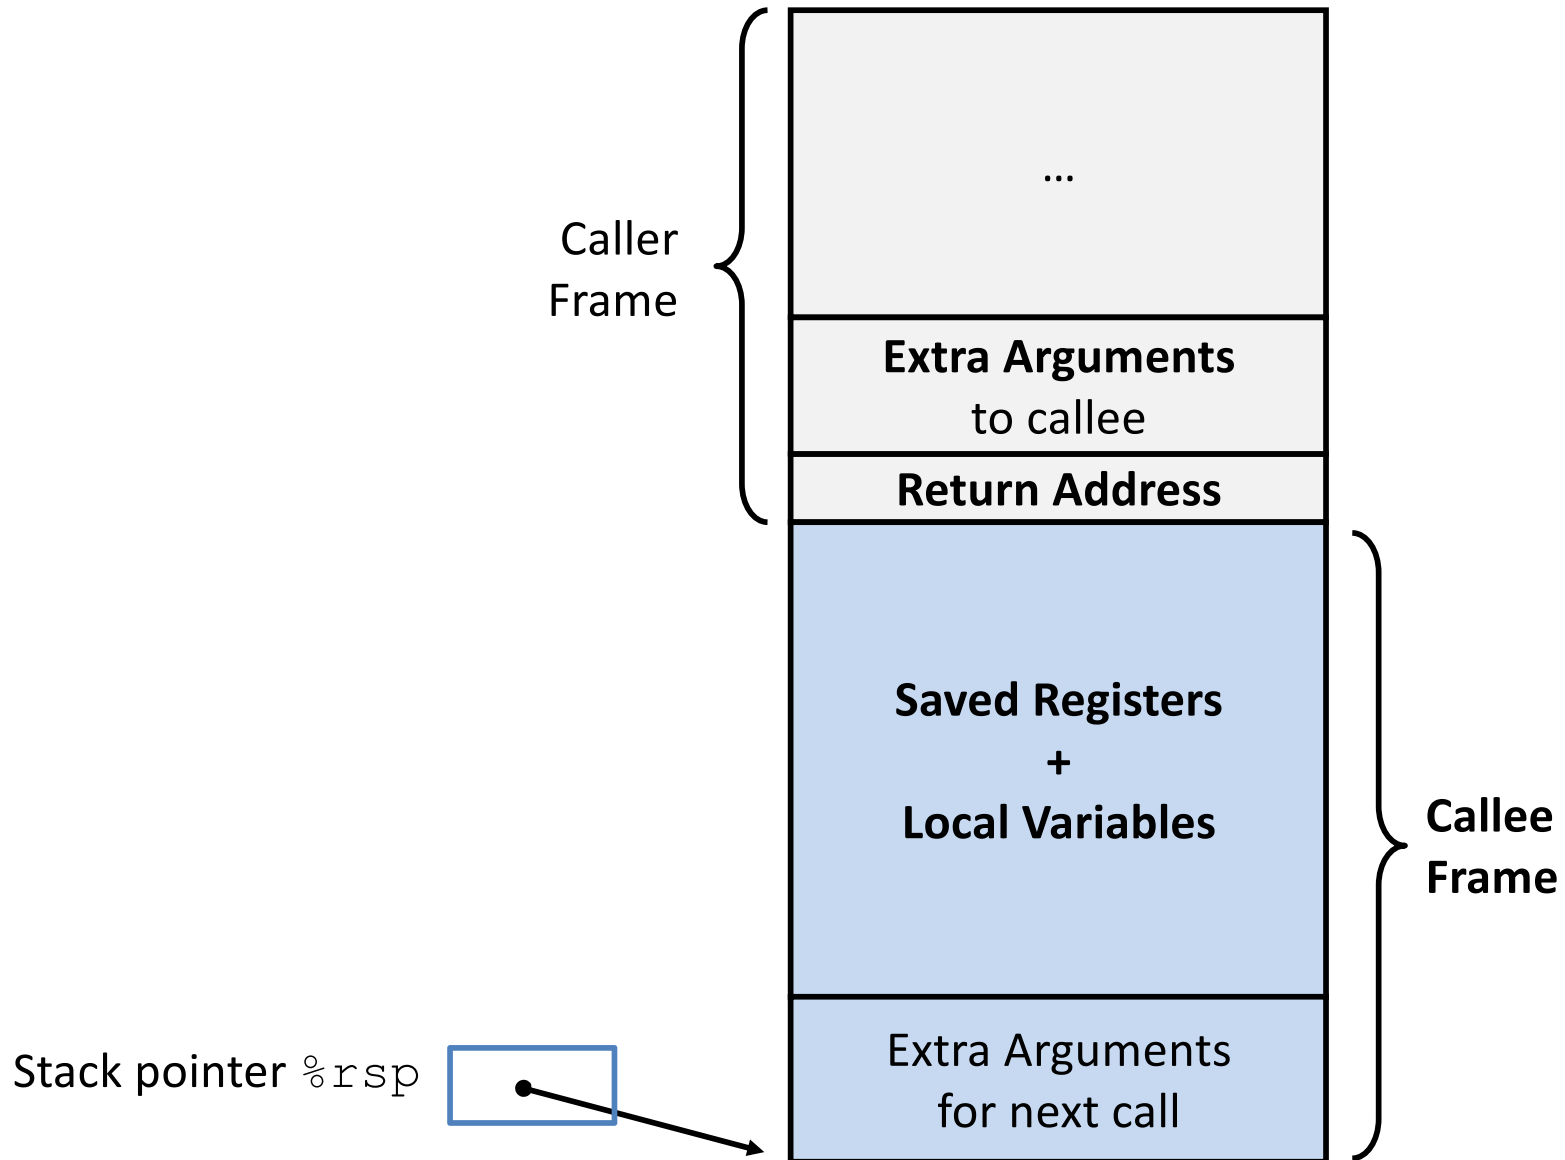 ...
Caller
Frame
Extra Arguments
to callee
Return Address
Saved Registers
+
Local Variables
Callee
Frame
Stack pointer %rsp
Extra Arguments
for next call